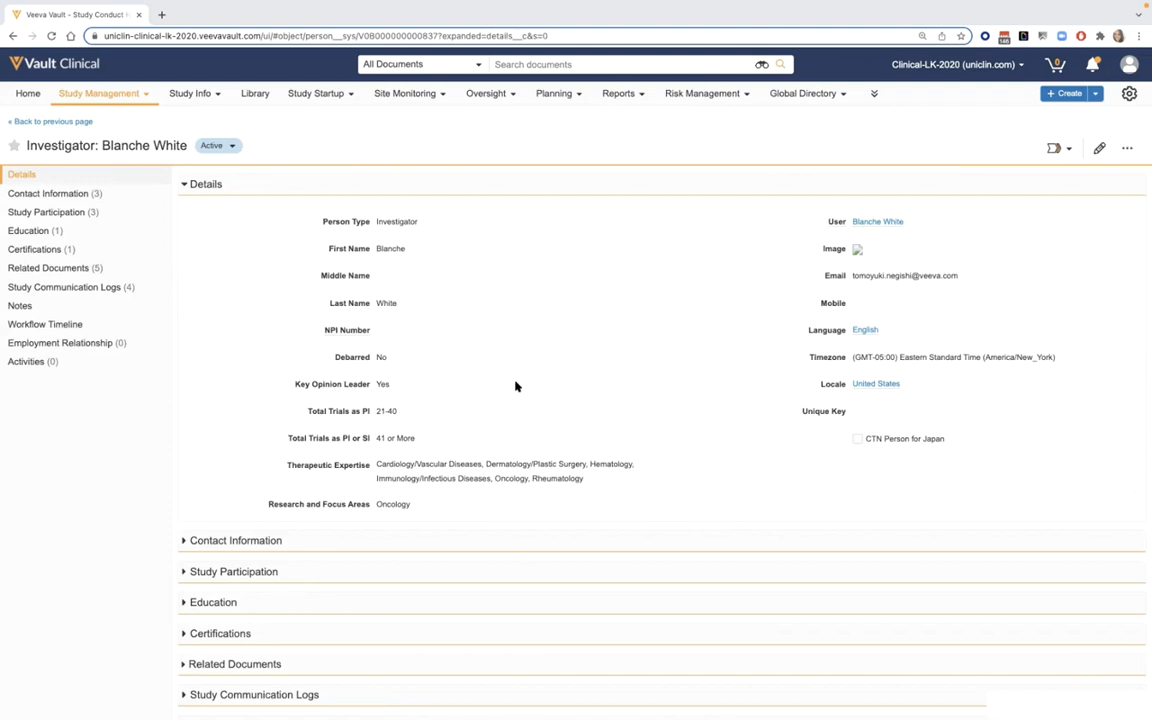 Veeva Vault - Study Conduct
uniclin-clinical-lk-2020.veevavault.com/ui/#object/person__sys/V0B000000000837?expanded=details__c&s=0
Vault Clinical
All Documents
Search documents
Clinical-LK-2020 (uniclin.com)
0
Home
Study Management
Study Info
Library
Study Startup
Site Monitoring
Oversight
Planning
Reports
Risk Management
Global Directory
+ Create
« Back to previous page
Investigator: Blanche White
Active
Details
Contact Information (3)
Study Participation (3)
Education (1)
Certifications (1)
Related Documents (5)
Study Communication Logs (4)
Notes
Workflow Timeline
Employment Relationship (0)
Activities (0)
Details
Person Type Investigator
First Name Blanche
Middle Name
Last Name White
NPI Number
Debarred No
Key Opinion Leader Yes
Total Trials as PI 21-40
Total Trials as PI or SI 41 or More
Therapeutic Expertise Cardiology/Vascular Diseases, Dermatology/Plastic Surgery, Hematology,
Immunology/Infectious Diseases, Oncology, Rheumatology
Research and Focus Areas Oncology
User Blanche White
Image
Email tomoyuki.negishi@veeva.com
Mobile
Language English
Timezone (GMT-05:00) Eastern Standard Time (America/New_York)
Locale United States
Unique Key
CTN Person for Japan
Contact Information
Study Participation
Education
Certifications
Related Documents
Study Communication Logs